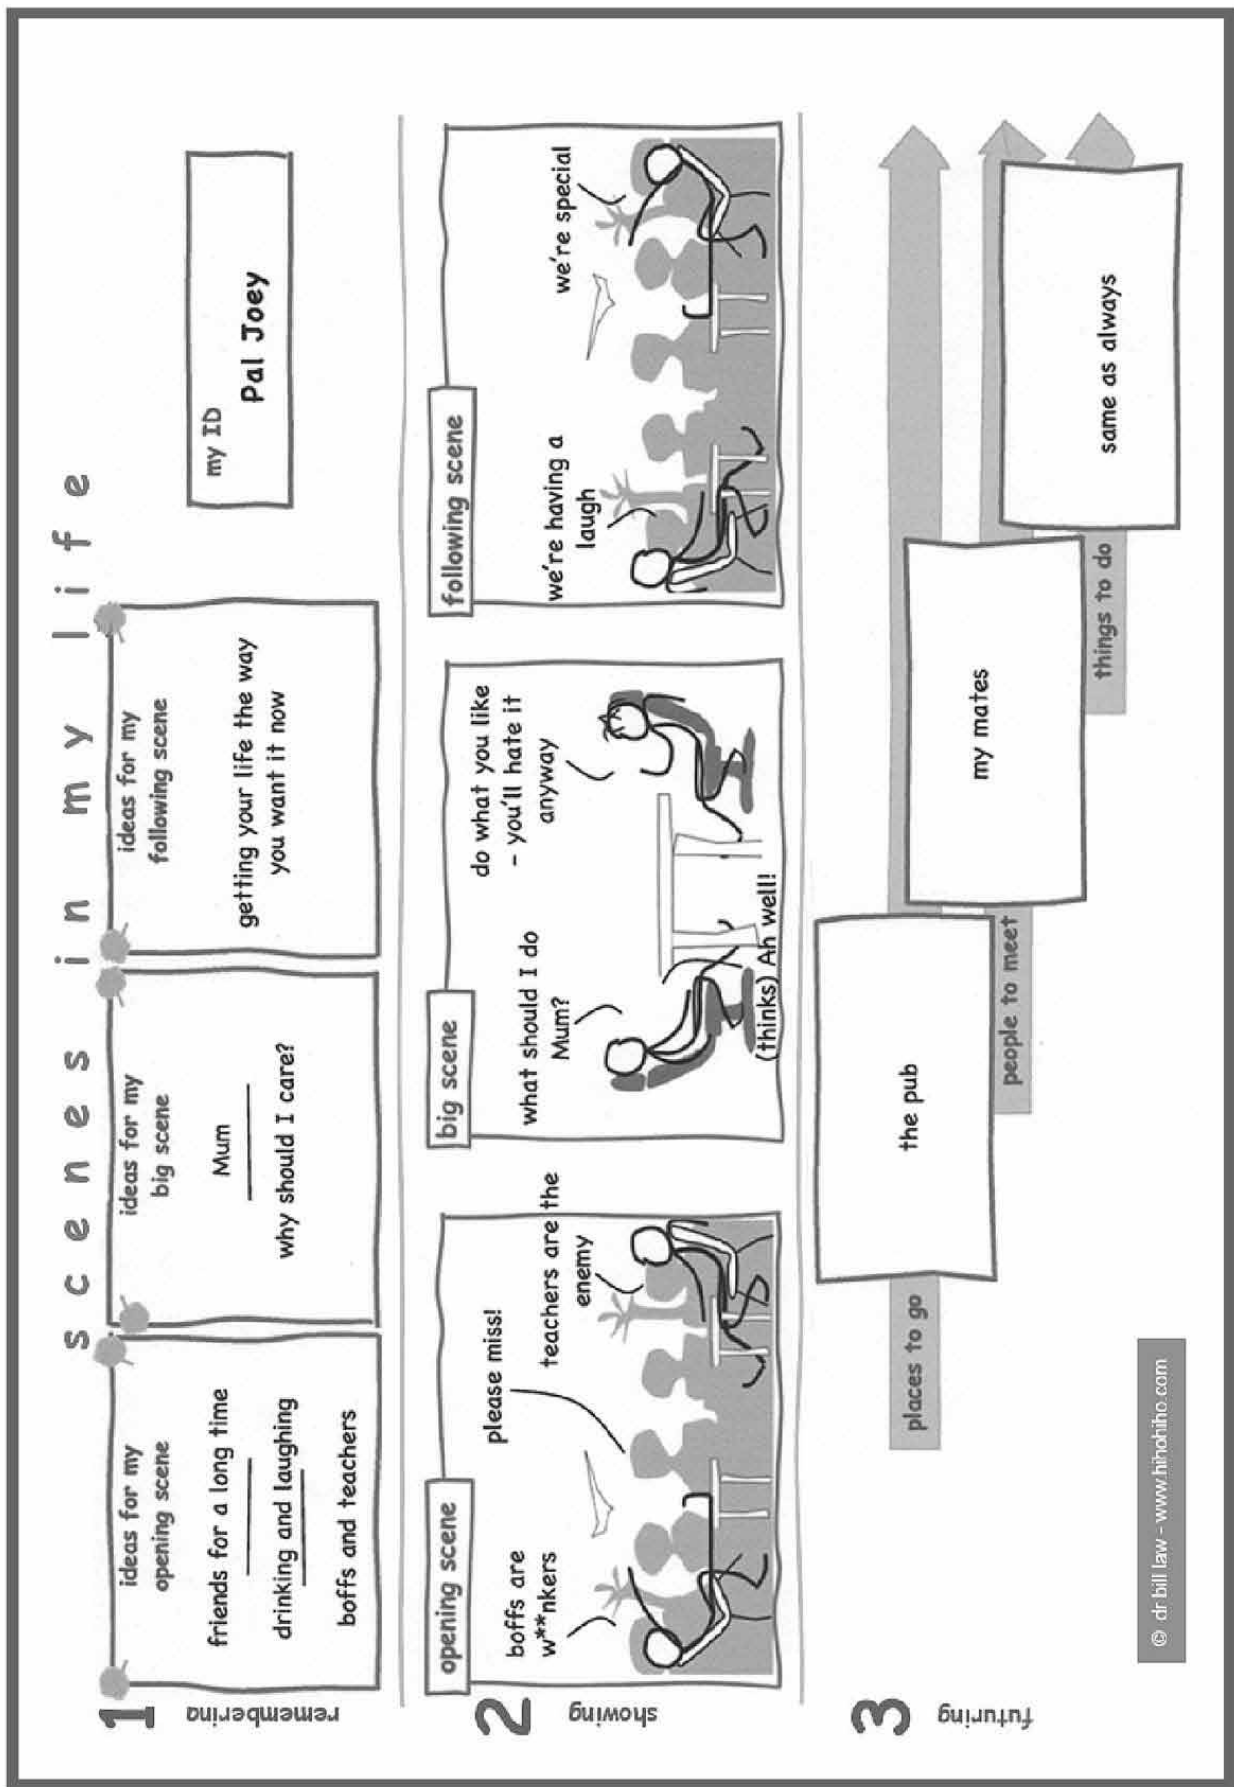 scenes in my life
my ID
Pal Joey
1
remembering
ideas for my
opening scene
friends for a long time
drinking and laughing
boffs and teachers
ideas for my
big scene
Mum
why should I care?
ideas for my
following scene
getting your life the way
you want it now
2
showing
opening scene
boffs are
w**nkers
please miss!
teachers are the
enemy
big scene
what should I do
Mum?
do what you like
- you'll hate it
anyway
(thinks) Ah well!
following scene
we're having a
laugh
we're special
3
futuring
places to go
the pub
people to meet
my mates
things to do
same as always
© dr bill law - www.hihohiho.com